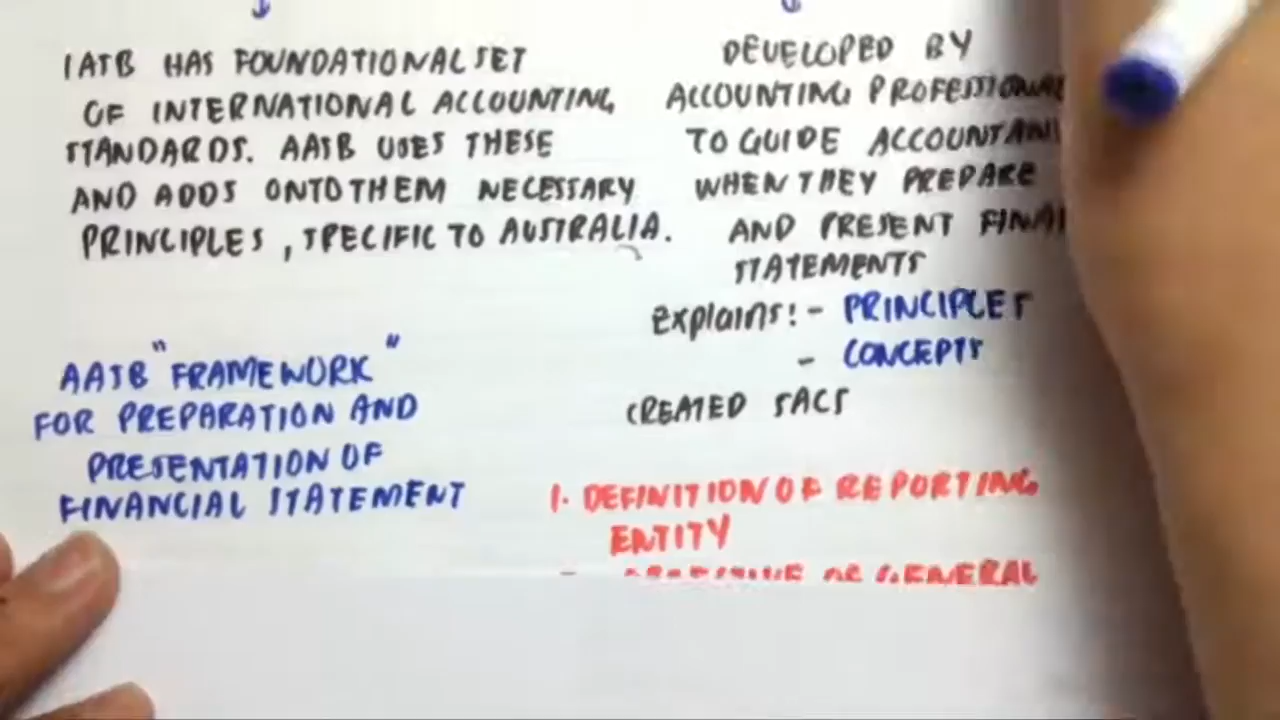 IASB HAS FOUNDATIONAL SET
OF INTERNATIONAL ACCOUNTING
STANDARDS. AASB USES THESE
AND ADDS ONTO THEM NECESSARY
PRINCIPLES, SPECIFIC TO AUSTRALIA.
AASB "FRAMEWORK"
FOR PREPARATION AND
PRESENTATION OF
FINANCIAL STATEMENT
DEVELOPED BY
ACCOUNTING
TO GUIDE
WHEN THEY PREPARE
AND PRESENT
STATEMENTS
Explains: - PRINCIPLES
- CONCEPTS
CREATED SACS
1. DEFINITION OF REPORTING
ENTITY
OF GENERAL